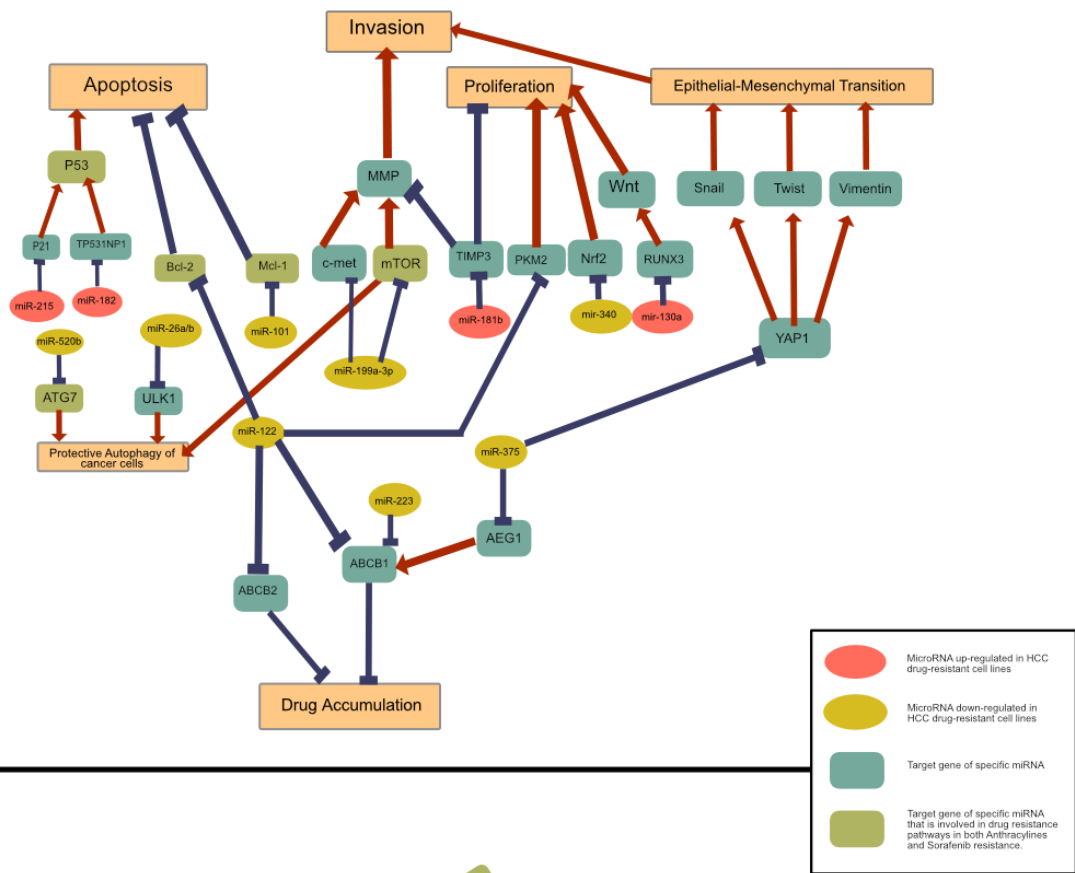 Invasion
Apoptosis
Proliferation
Epithelial-Mesenchymal Transition
P53
MMP
Wnt
Snail
Twist
Vimentin
P21
TP531NP1
Bcl-2
Mcl-1
c-met
mTOR
TIMP3
PKM2
Nrf2
RUNX3
miR-215
miR-182
miR-26a/b
miR-101
miR-181b
mir-340
mir-130a
miR-520b
miR-199a-3p
YAP1
ATG7
ULK1
miR-122
miR-375
Protective Autophagy of
cancer cells
miR-223
AEG1
ABCB1
ABCB2
Drug Accumulation
MicroRNA up-regulated in HCC
drug-resistant cell lines
MicroRNA down-regulated in
HCC drug-resistant cell lines
Target gene of specific miRNA
Target gene of specific miRNA
that is involved in drug resistance
pathways in both Anthracylines
and Sorafenib resistance.